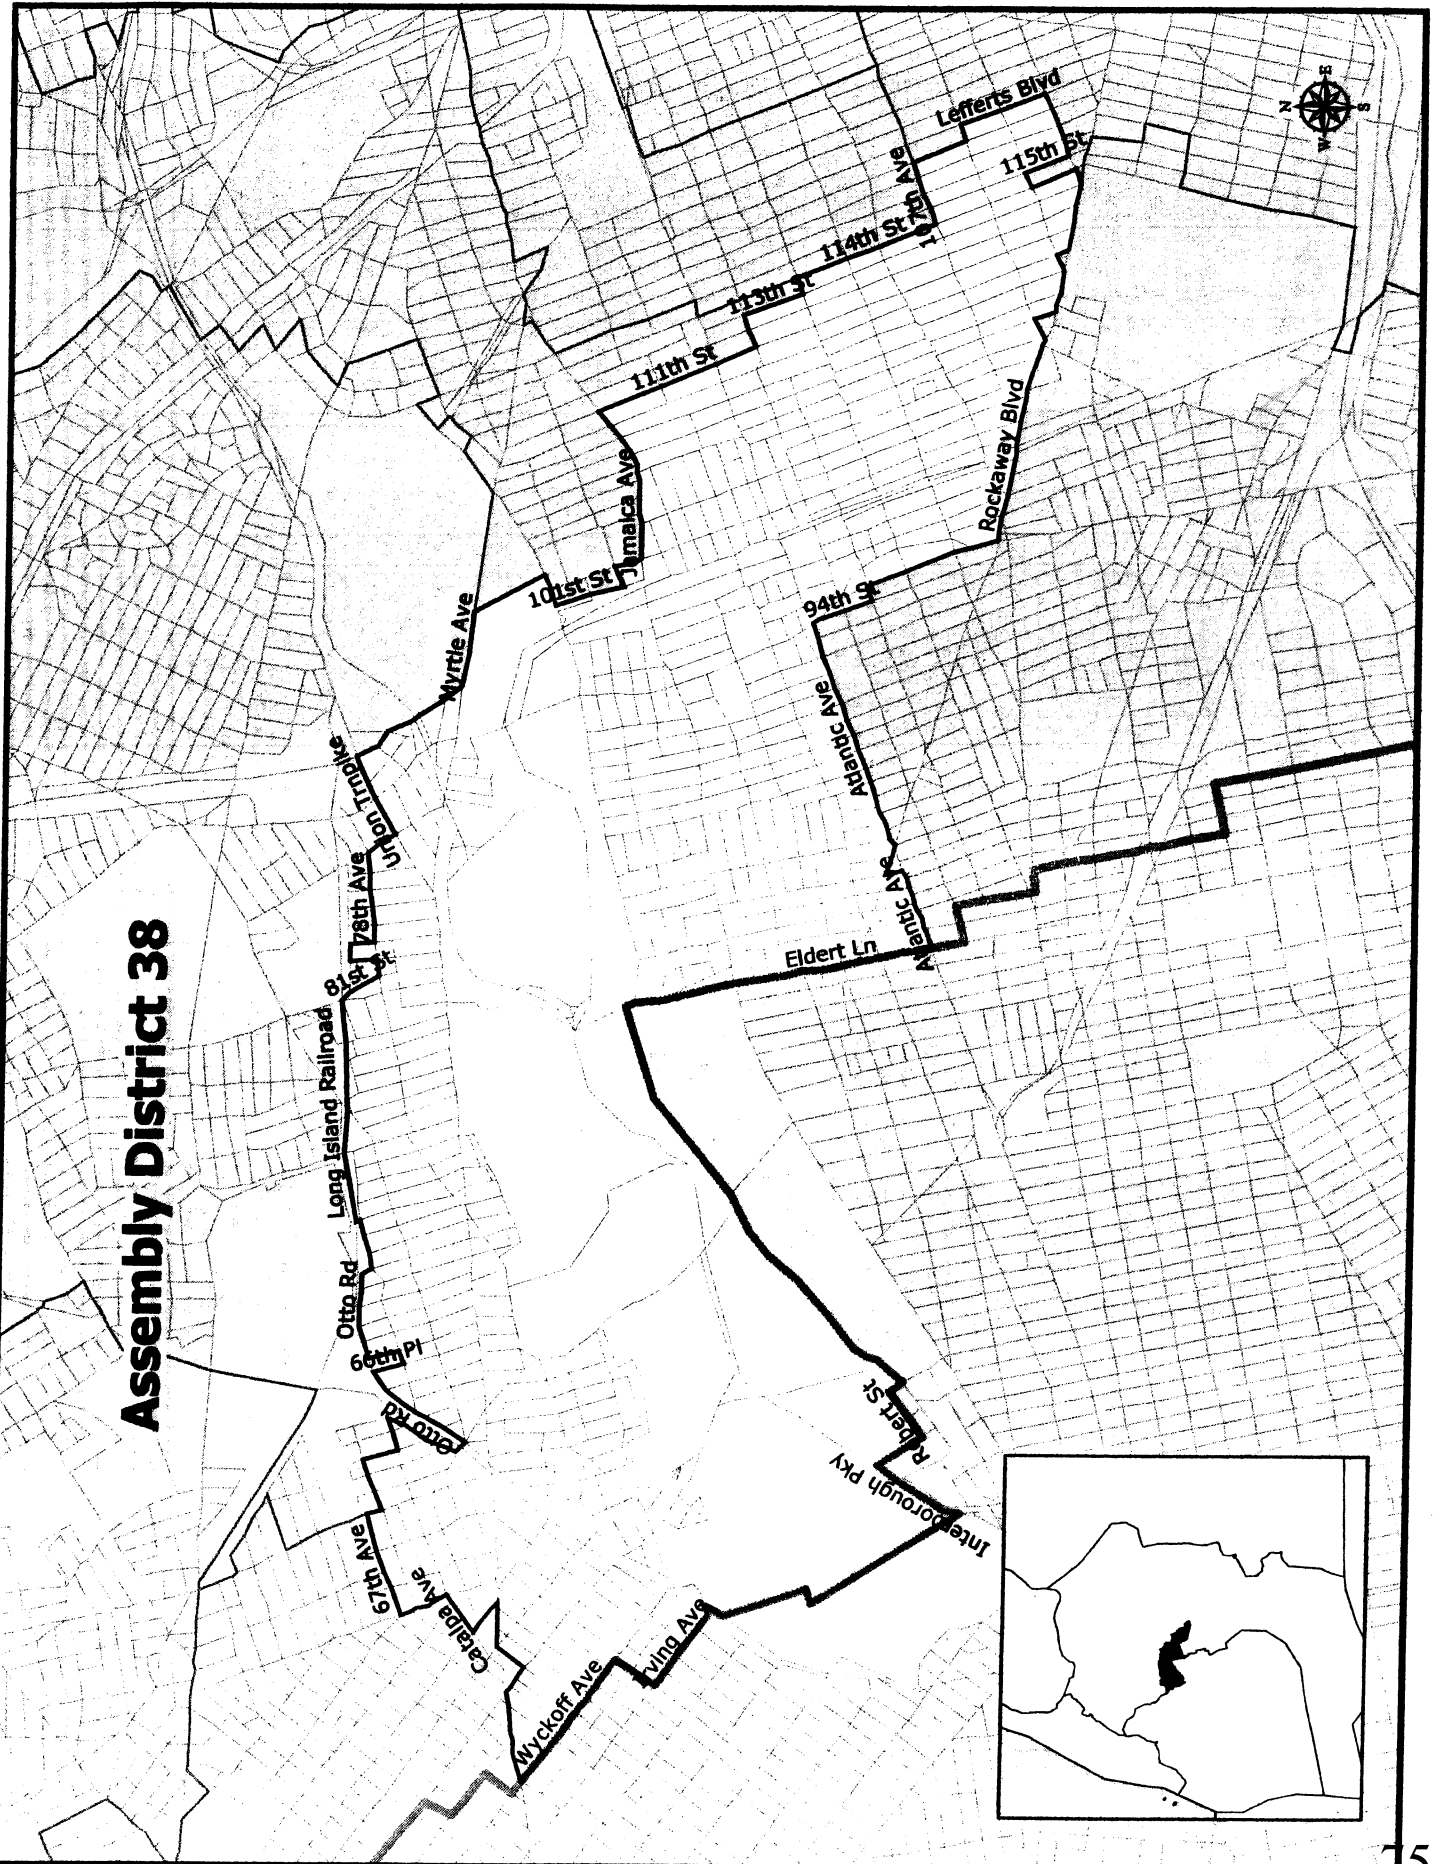 Assembly District 38
Lefferts Blvd
115th St
107th Ave
114th St
113th St
111th St
Rockaway Blvd
Jamaica Ave
101st St
94th St
Myrtle Ave
Atlantic Ave
Union Trnpike
78th Ave
Atlantic Ave
81st St
Eldert Ln
Long Island Railroad
Otto Rd
66th Pl
Otto Rd
Robert St
Interborough Pky
67th Ave
Catalpa Ave
Irving Ave
Wyckoff Ave
N
E
S
W
75